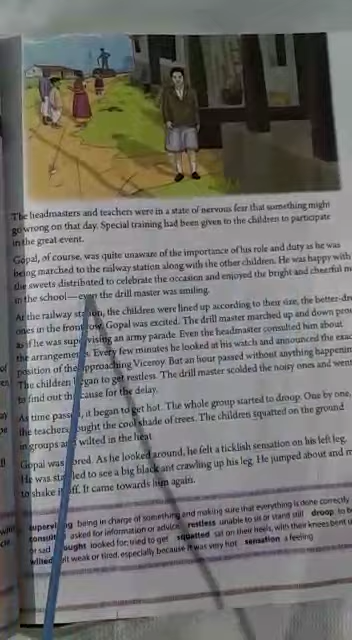 The headmasters and teachers were in a state of nervous fear that something might
go wrong on that day. Special training had been given to the children to participate
in the great event.
Gopal, of course, was quite unaware of the importance of his role and duty as he was
being marched to the railway station along with the other children. He was happy with
the sweets distributed to celebrate the occasion and enjoyed the bright and cheerful
in the school—even the drill master was smiling.
At the railway station, the children were lined up according to their size, the
ones in the front row. Gopal was excited. The drill master marched up and down
as if he was supervising an army parade. Even the headmaster consulted him about
the arrangements. Every few minutes he looked at his watch and announced the
position of the approaching Viceroy. But an hour passed without anything
The children began to get restless. The drill master scolded the noisy ones and
to find out the cause for the delay.
As time passed, it began to get hot. The whole group started to droop. One by one,
the teachers sought the cool shade of trees. The children squatted on the ground
in groups and wilted in the heat.
Gopal was bored. As he looked around, he felt a ticklish sensation on his left leg.
He was startled to see a big black ant crawling up his leg. He jumped about and
to shake it off. It came towards him again.
supervising being in charge of something and making sure that everything is done correctly
asked for information or advice restless unable to sit or stand still droop
or sad sought looked for; tried to get squatted sat on their heels, with their knees bent
wilted felt weak or tired, especially because it was very hot sensation a feeling